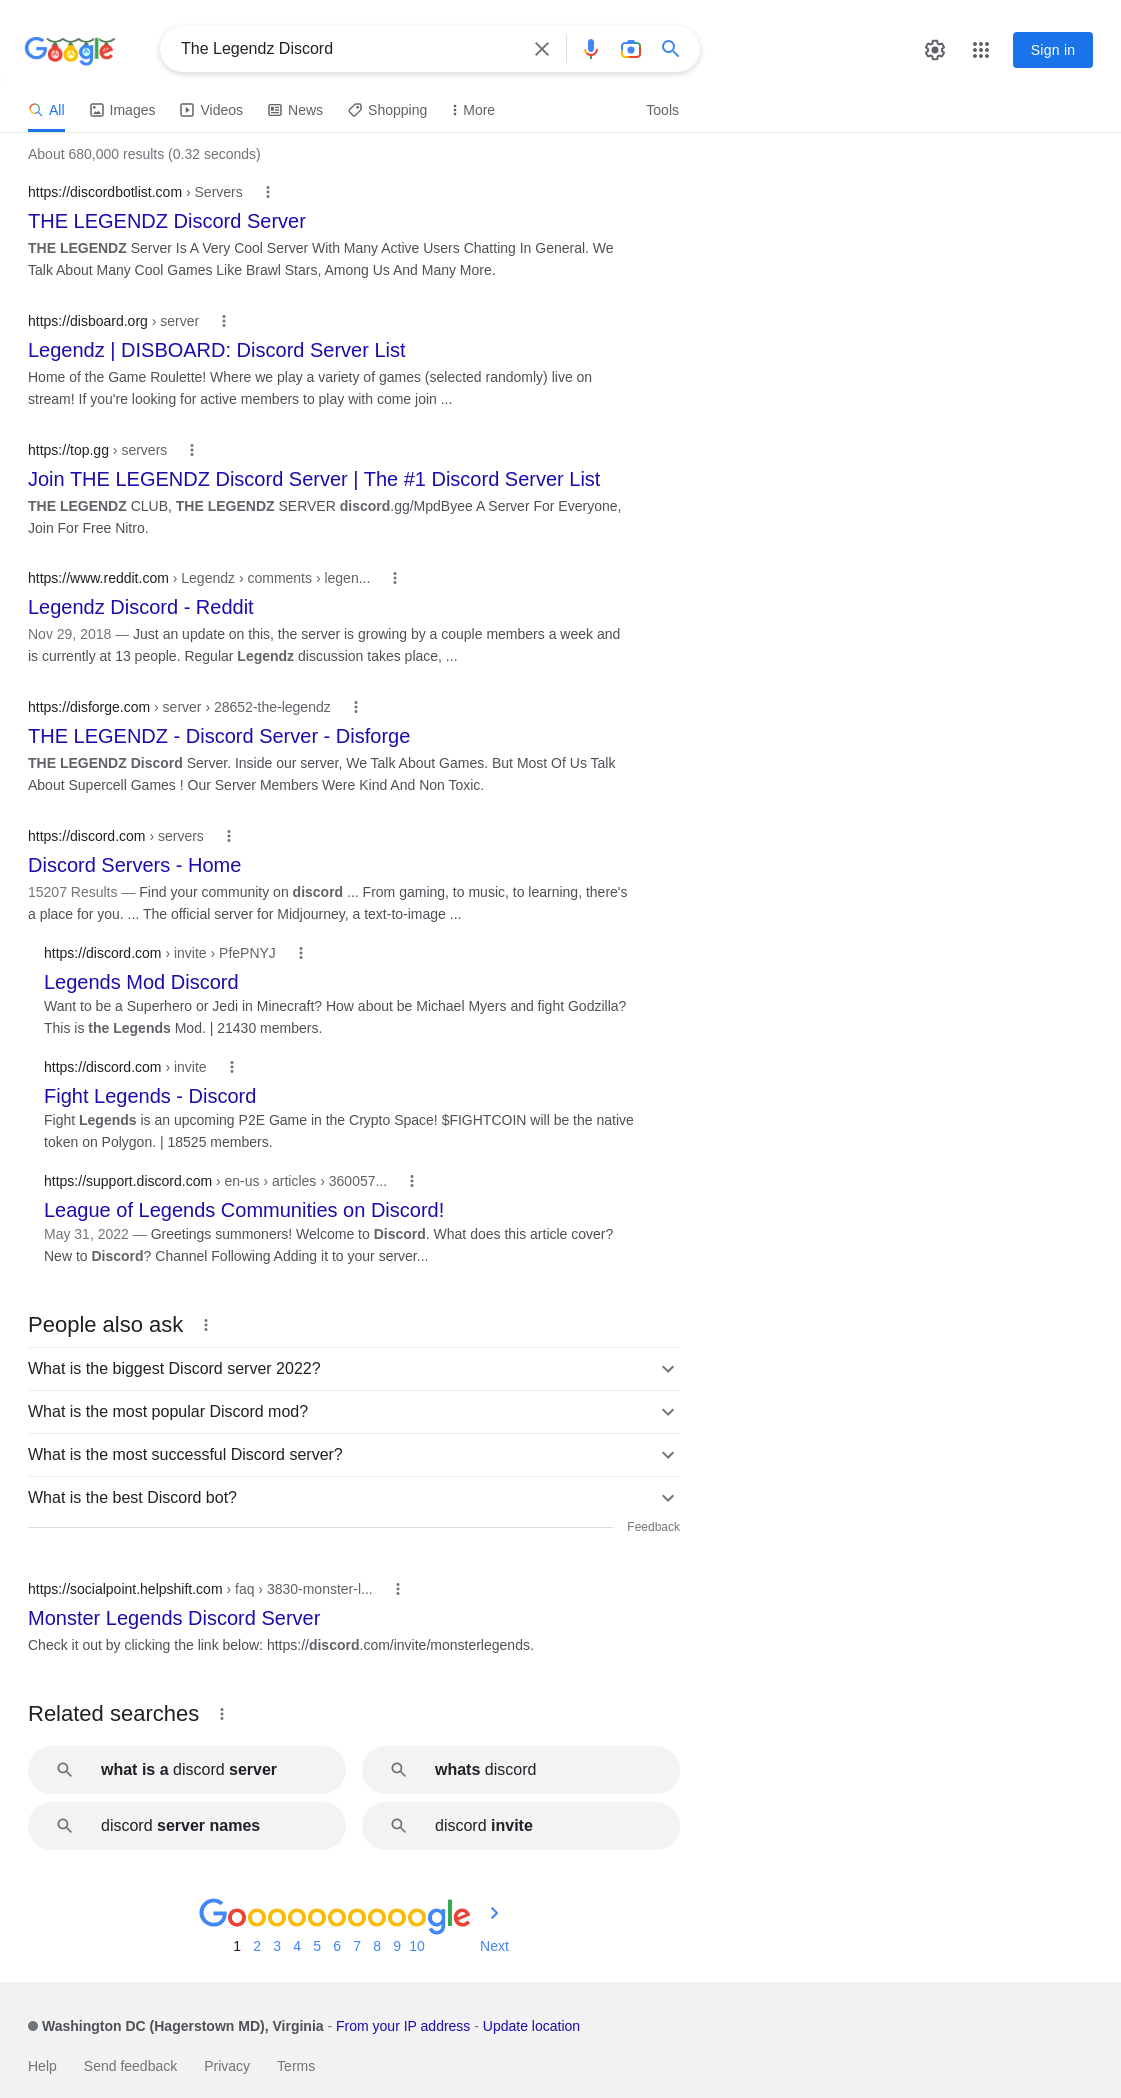 Google
The Legendz Discord
Sign in
All Images Videos News Shopping More Tools
About 680,000 results (0.32 seconds)
https://discordbotlist.com › Servers
THE LEGENDZ Discord Server
THE LEGENDZ Server Is A Very Cool Server With Many Active Users Chatting In General. We
Talk About Many Cool Games Like Brawl Stars, Among Us And Many More.
https://disboard.org › server
Legendz | DISBOARD: Discord Server List
Home of the Game Roulette! Where we play a variety of games (selected randomly) live on
stream! If you're looking for active members to play with come join ...
https://top.gg › servers
Join THE LEGENDZ Discord Server | The #1 Discord Server List
THE LEGENDZ CLUB, THE LEGENDZ SERVER discord.gg/MpdByee A Server For Everyone,
Join For Free Nitro.
https://www.reddit.com › Legendz › comments › legen...
Legendz Discord - Reddit
Nov 29, 2018 — Just an update on this, the server is growing by a couple members a week and
is currently at 13 people. Regular Legendz discussion takes place, ...
https://disforge.com › server › 28652-the-legendz
THE LEGENDZ - Discord Server - Disforge
THE LEGENDZ Discord Server. Inside our server, We Talk About Games. But Most Of Us Talk
About Supercell Games ! Our Server Members Were Kind And Non Toxic.
https://discord.com › servers
Discord Servers - Home
15207 Results — Find your community on discord ... From gaming, to music, to learning, there's
a place for you. ... The official server for Midjourney, a text-to-image ...
https://discord.com › invite › PfePNYJ
Legends Mod Discord
Want to be a Superhero or Jedi in Minecraft? How about be Michael Myers and fight Godzilla?
This is the Legends Mod. | 21430 members.
https://discord.com › invite
Fight Legends - Discord
Fight Legends is an upcoming P2E Game in the Crypto Space! $FIGHTCOIN will be the native
token on Polygon. | 18525 members.
https://support.discord.com › en-us › articles › 360057...
League of Legends Communities on Discord!
May 31, 2022 — Greetings summoners! Welcome to Discord. What does this article cover?
New to Discord? Channel Following Adding it to your server...
People also ask
What is the biggest Discord server 2022?
What is the most popular Discord mod?
What is the most successful Discord server?
What is the best Discord bot?
Feedback
https://socialpoint.helpshift.com › faq › 3830-monster-l...
Monster Legends Discord Server
Check it out by clicking the link below: https://discord.com/invite/monsterlegends.
Related searches
what is a discord server
whats discord
discord server names
discord invite
Goooooooooogle
1 2 3 4 5 6 7 8 9 10 Next
Washington DC (Hagerstown MD), Virginia - From your IP address - Update location
Help Send feedback Privacy Terms